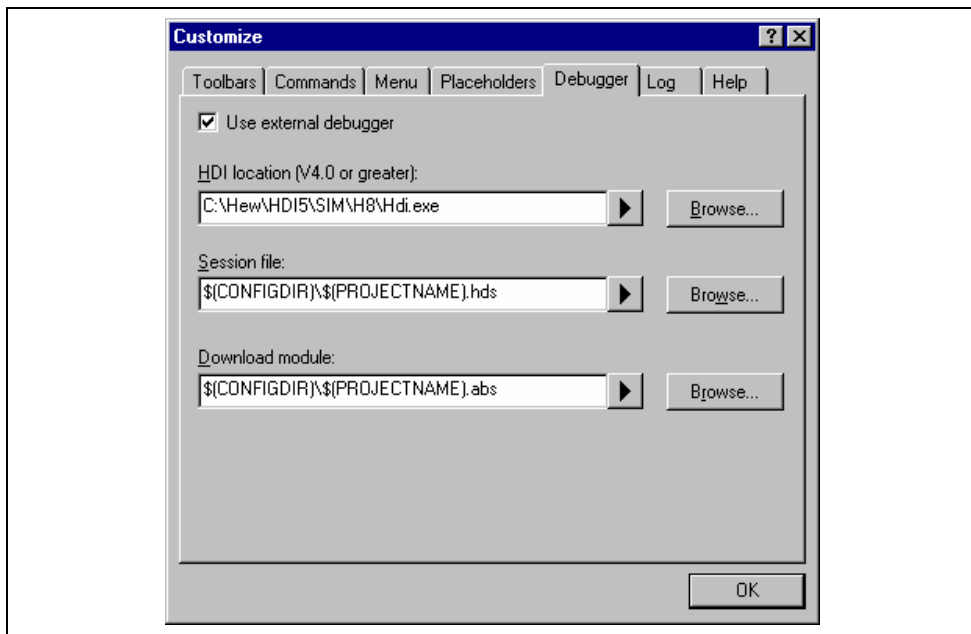 Customize
Toolbars Commands Menu Placeholders Debugger Log Help
Use external debugger
HDI location (V4.0 or greater):
C:\Hew\HDI5\SIM\H8\Hdi.exe Browse...
Session file:
$(CONFIGDIR)\$(PROJECTNAME).hds Browse...
Download module:
$(CONFIGDIR)\$(PROJECTNAME).abs Browse...
OK